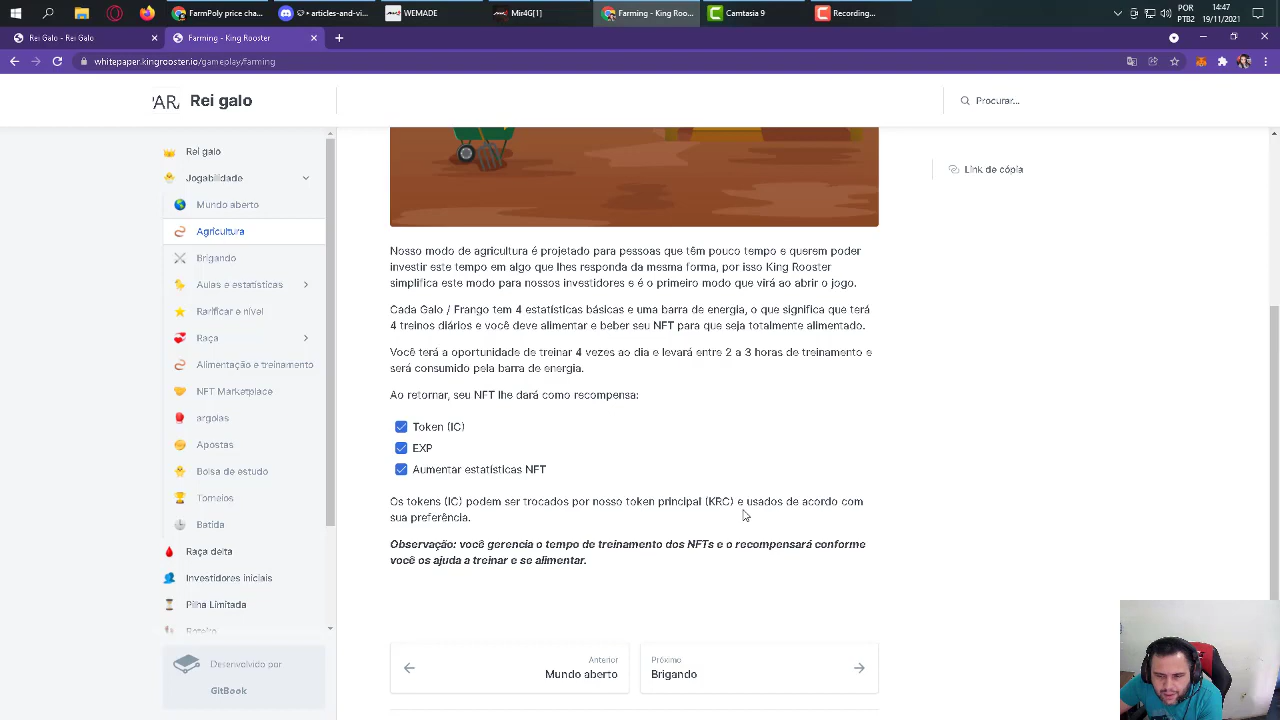 FarmPoly price cha...
• articles-and-vi...
WEMADE
Mir4G[1]
Farming - King Roo...
Camtasia 9
Recording...
POR
PTB2
14:47
19/11/2021
Rei Galo - Rei Galo
Farming - King Rooster
whitepaper.kingrooster.io/gameplay/farming
AR.
Rei galo
Procurar...
Rei galo
Jogabilidade
Mundo aberto
Agricultura
Brigando
Aulas e estatísticas
Rarificar e nível
Raça
Alimentação e treinamento
NFT Marketplace
argolas
Apostas
Bolsa de estudo
Torneios
Batida
Raça delta
Investidores iniciais
Pilha Limitada
Roteiro
Desenvolvido por
GitBook
Link de cópia
Nosso modo de agricultura é projetado para pessoas que têm pouco tempo e querem poder
investir este tempo em algo que lhes responda da mesma forma, por isso King Rooster
simplifica este modo para nossos investidores e é o primeiro modo que virá ao abrir o jogo.
Cada Galo / Frango tem 4 estatísticas básicas e uma barra de energia, o que significa que terá
4 treinos diários e você deve alimentar e beber seu NFT para que seja totalmente alimentado.
Você terá a oportunidade de treinar 4 vezes ao dia e levará entre 2 a 3 horas de treinamento e
será consumido pela barra de energia.
Ao retornar, seu NFT lhe dará como recompensa:
Token (IC)
EXP
Aumentar estatísticas NFT
Os tokens (IC) podem ser trocados por nosso token principal (KRC) e usados de acordo com
sua preferência.
Observação: você gerencia o tempo de treinamento dos NFTs e o recompensará conforme
você os ajuda a treinar e se alimentar.
Anterior
Mundo aberto
Próximo
Brigando